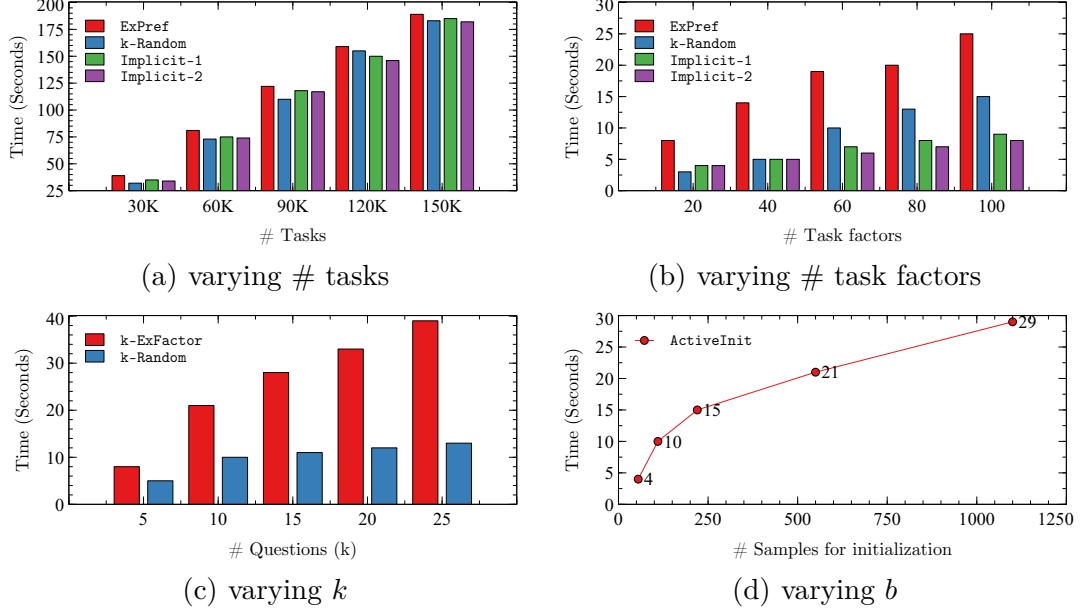 Time (Seconds)
200
175
150
125
100
75
50
25
ExPref
k-Random
Implicit-1
Implicit-2
30K 60K 90K 120K 150K
# Tasks
(a) varying # tasks
Time (Seconds)
30
25
20
15
10
5
0
ExPref
k-Random
Implicit-1
Implicit-2
20 40 60 80 100
# Task factors
(b) varying # task factors
Time (Seconds)
40
30
20
10
0
k-ExFactor
k-Random
5 10 15 20 25
# Questions (k)
(c) varying k
Time (Seconds)
30
25
20
15
10
5
0
ActiveInit
4
10
15
21
29
0 250 500 750 1000 1250
# Samples for initialization
(d) varying b